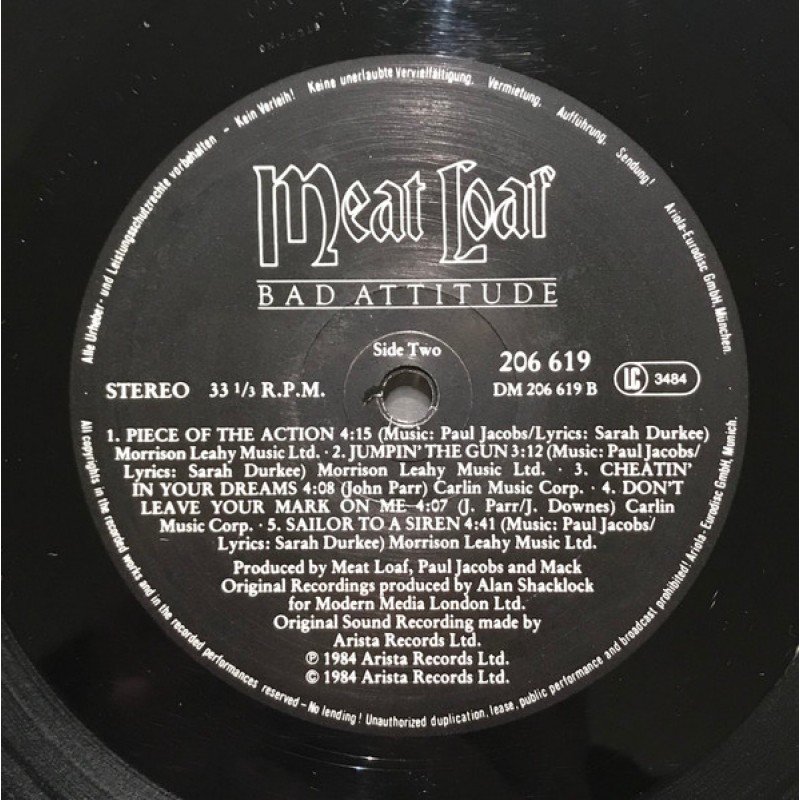 Alle Urheber- und Leistungsschutzrechte vorbehalten – Kein Verleih! Keine unerlaubte Vervielfältigung, Vermietung, Aufführung, Sendung! Ariola-Eurodisc GmbH, München.
Meat Loaf
BAD ATTITUDE
Side Two
206 619
STEREO 33 1/3 R.P.M.
DM 206 619 B
LC 3484
1. PIECE OF THE ACTION 4:15 (Music: Paul Jacobs/Lyrics: Sarah Durkee)
Morrison Leahy Music Ltd. · 2. JUMPIN' THE GUN 3:12 (Music: Paul Jacobs/
Lyrics: Sarah Durkee) Morrison Leahy Music Ltd. · 3. CHEATIN'
IN YOUR DREAMS 4:08 (John Parr) Carlin Music Corp. · 4. DON'T
LEAVE YOUR MARK ON ME 4:07 (J. Parr/J. Downes) Carlin
Music Corp. · 5. SAILOR TO A SIREN 4:41 (Music: Paul Jacobs/
Lyrics: Sarah Durkee) Morrison Leahy Music Ltd.
Produced by Meat Loaf, Paul Jacobs and Mack
Original Recordings produced by Alan Shacklock
for Modern Media London Ltd.
Original Sound Recording made by
Arista Records Ltd.
℗ 1984 Arista Records Ltd.
© 1984 Arista Records Ltd.
All copyrights in the recorded works and in the recorded performances reserved – No lending! Unauthorized duplication, lease, public performance and broadcast prohibited! Ariola-Eurodisc GmbH, Munich.